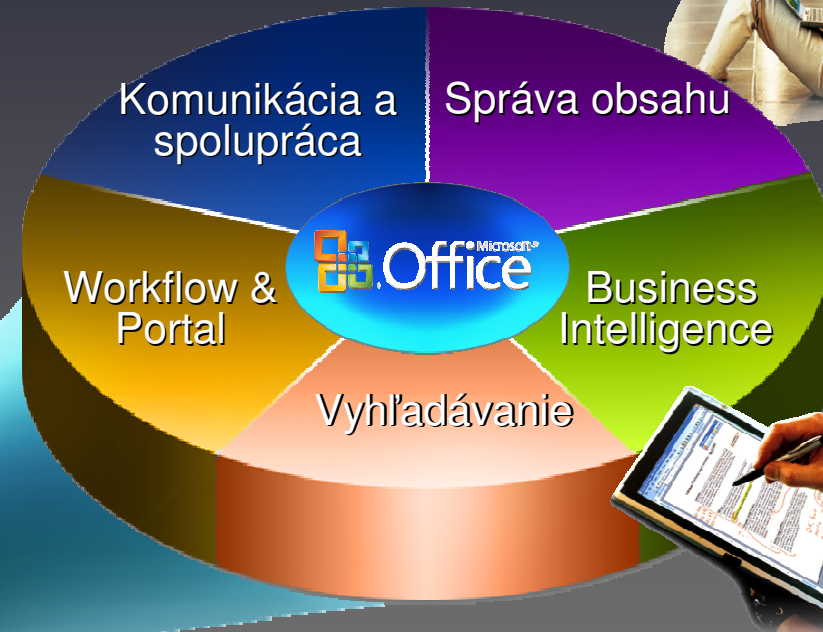 Komunikácia a
spolupráca
Správa obsahu
Microsoft®
Office
Workflow &
Portal
Business
Intelligence
Vyhľadávanie